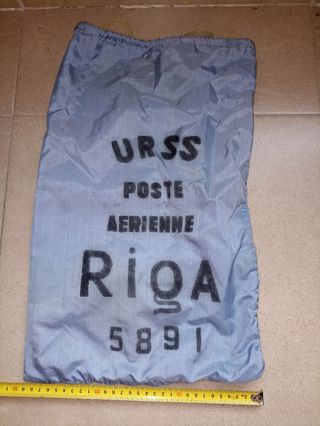 URSS
POSTE
AERIENNE
RigA
5891